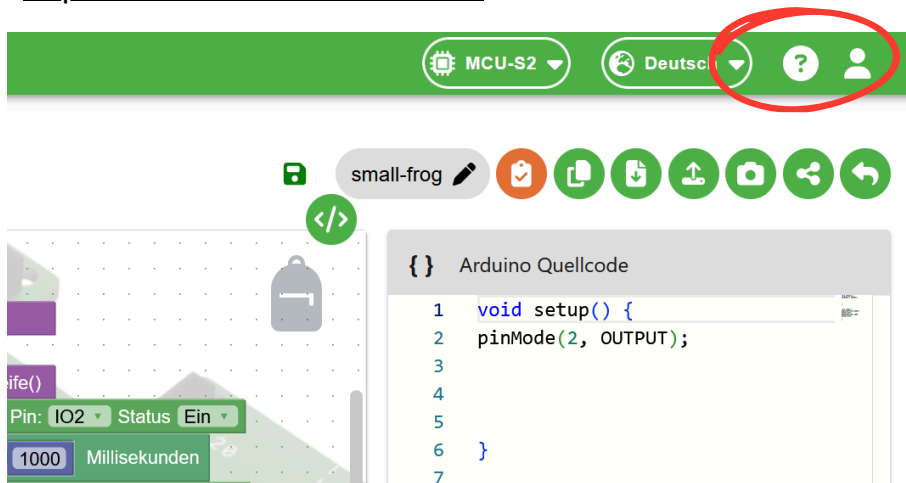 MCU-S2
Deutsch
?
small-frog
</>
{ } Arduino Quellcode
1 void setup() {
2 pinMode(2, OUTPUT);
3
4
5
6 }
7
eife()
Pin: IO2 Status Ein
1000 Millisekunden